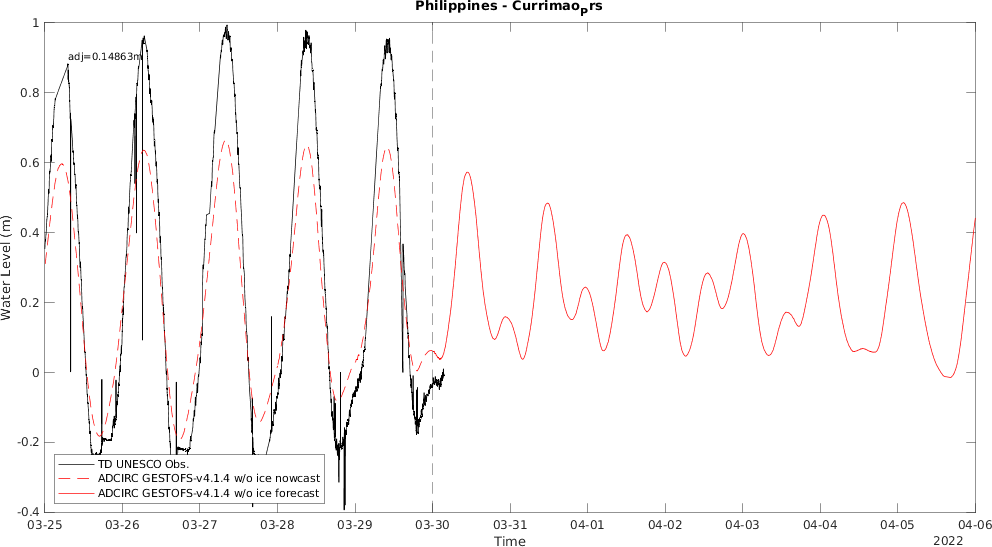 Philippines - Currimao_prs
1
0.8
0.6
0.4
0.2
0
-0.2
-0.4
Water Level (m)
adj=0.14863m
TD UNESCO Obs.
ADCIRC GESTOFS-v4.1.4 w/o ice nowcast
ADCIRC GESTOFS-v4.1.4 w/o ice forecast
03-25 03-26 03-27 03-28 03-29 03-30 03-31 04-01 04-02 04-03 04-04 04-05 04-06
Time
2022